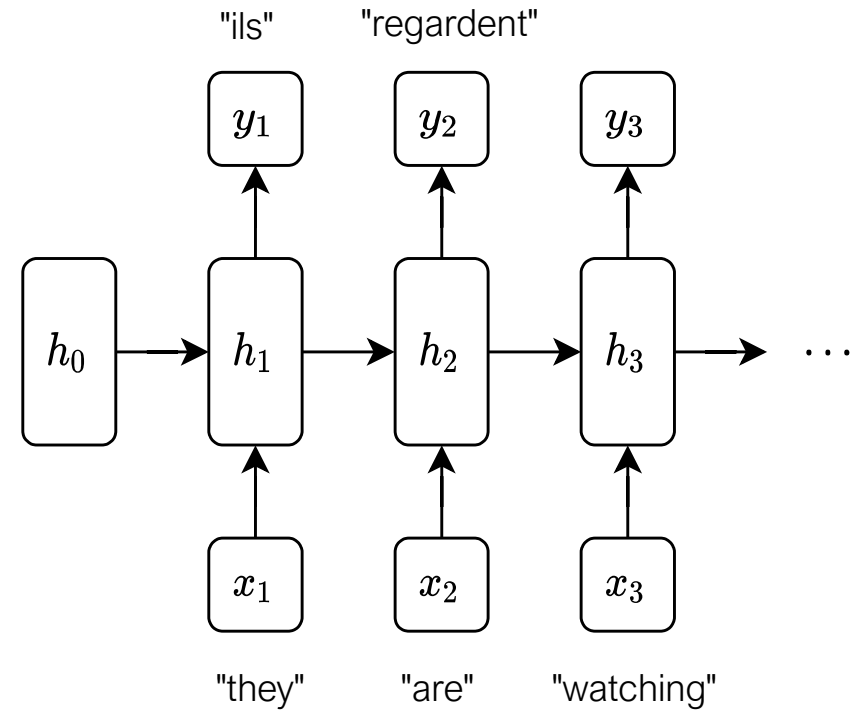 "ils" "regardent"
y₁ y₂ y₃
h₀ h₁ h₂ h₃ ...
x₁ x₂ x₃
"they" "are" "watching"